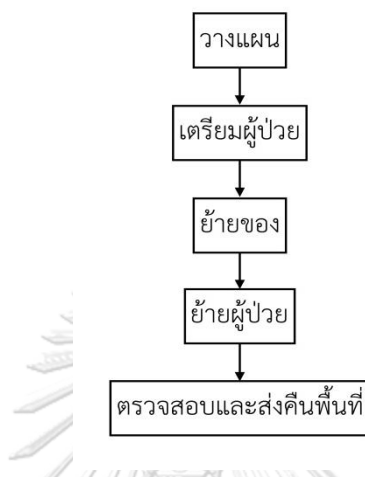 วางแผน
เตรียมผู้ป่วย
ย้ายของ
ย้ายผู้ป่วย
ตรวจสอบและส่งคืนพื้นที่